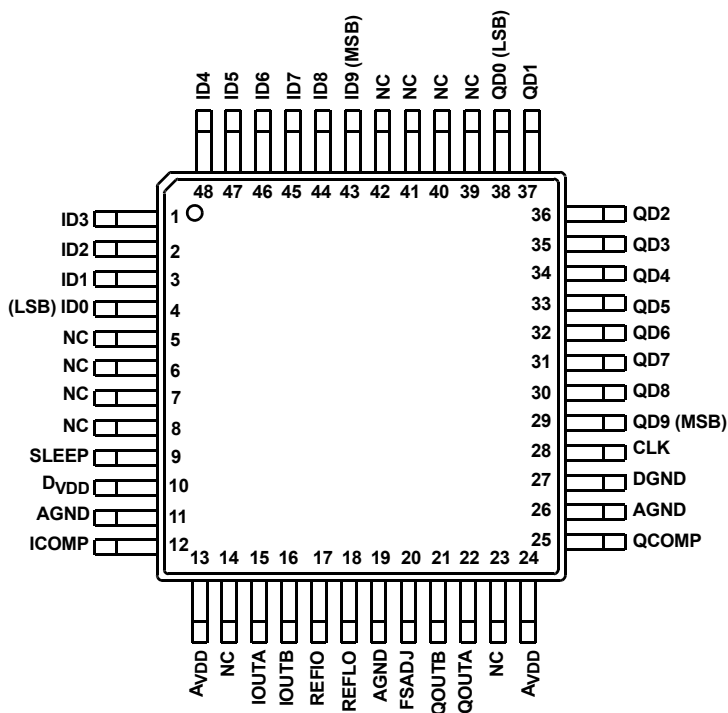 ID4
ID5
ID6
ID7
ID8
ID9 (MSB)
NC
NC
NC
NC
QD0 (LSB)
QD1
48
47
46
45
44
43
42
41
40
39
38
37
ID3
1
36
QD2
ID2
2
35
QD3
ID1
3
34
QD4
(LSB) ID0
4
33
QD5
NC
5
32
QD6
NC
6
31
QD7
NC
7
30
QD8
NC
8
29
QD9 (MSB)
SLEEP
9
28
CLK
DVDD
10
27
DGND
AGND
11
26
AGND
ICOMP
12
25
QCOMP
13
14
15
16
17
18
19
20
21
22
23
24
AVDD
NC
IOUTA
IOUTB
REFIO
REFLO
AGND
FSADJ
QOUTB
QOUTA
NC
AVDD